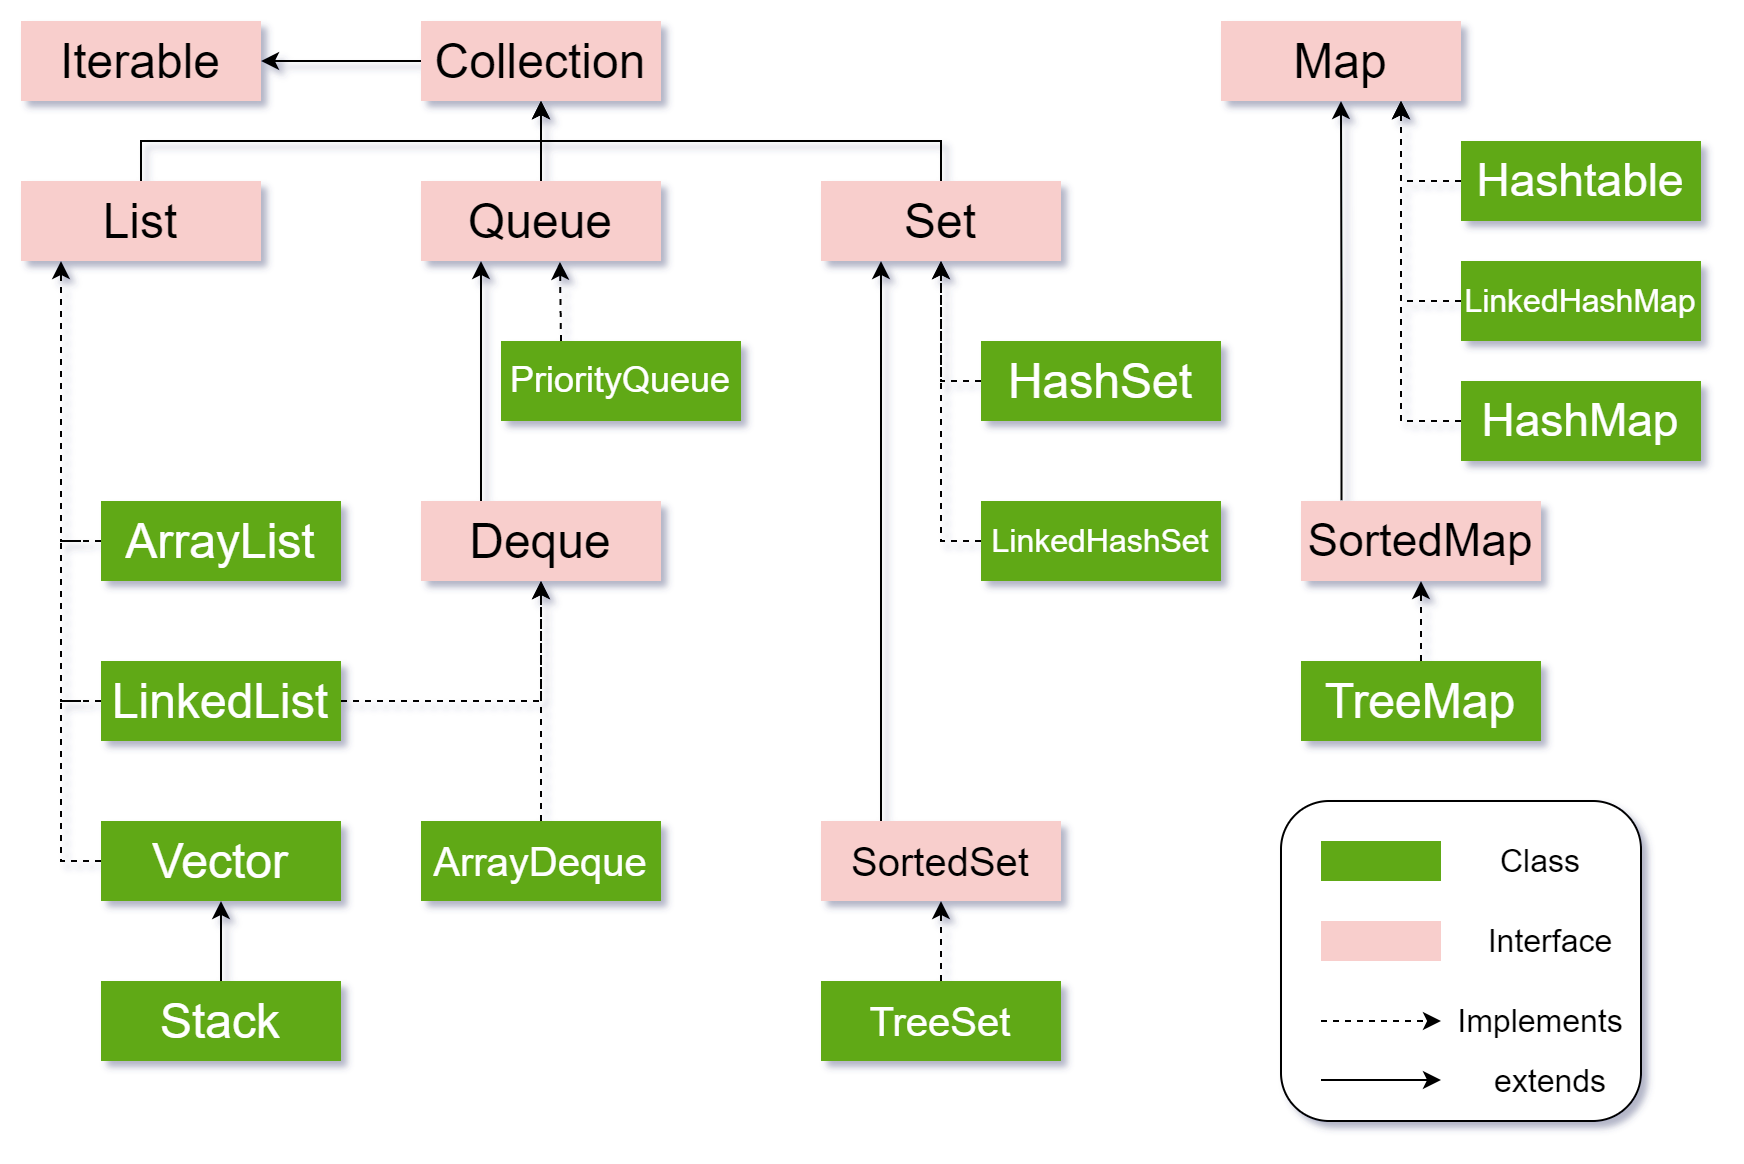 Iterable
Collection
Map
Hashtable
List
Queue
Set
LinkedHashMap
PriorityQueue
HashSet
HashMap
ArrayList
Deque
LinkedHashSet
SortedMap
LinkedList
TreeMap
Vector
ArrayDeque
SortedSet
Class
Interface
Stack
TreeSet
Implements
extends